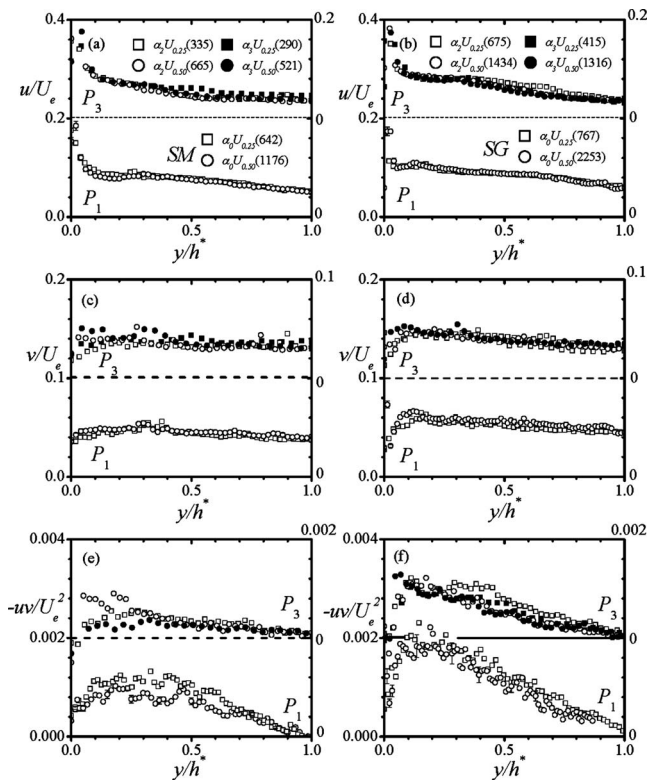 0.4 (a) α₂U₀.₂₅(335) α₃U₀.₂₅(290) 0.2
α₂U₀.₅₀(665) α₃U₀.₅₀(521)
u/Uₑ P₃
0.2 0
SM α₀U₀.₂₅(642)
α₀U₀.₅₀(1176)
P₁
0.0 0
0.0 0.5 1.0
y/h*
0.4 (b) α₂U₀.₂₅(675) α₃U₀.₂₅(415) 0.2
α₂U₀.₅₀(1434) α₃U₀.₅₀(1316)
u/Uₑ P₃
0.2 0
SG α₀U₀.₂₅(767)
α₀U₀.₅₀(2253)
P₁
0.0 0
0.0 0.5 1.0
y/h*
0.2 (c) 0.1
v/Uₑ P₃
0.1 0
P₁
0.0 0
0.0 0.5 1.0
y/h*
0.2 (d) 0.1
v/Uₑ P₃
0.1 0
P₁
0.0 0
0.0 0.5 1.0
y/h*
0.004 (e) 0.002
-uv/Uₑ² P₃
0.002 0
P₁
0.000 0
0.0 0.5 1.0
y/h*
0.004 (f) 0.002
-uv/Uₑ² P₃
0.002 0
P₁
0.000 0
0.0 0.5 1.0
y/h*